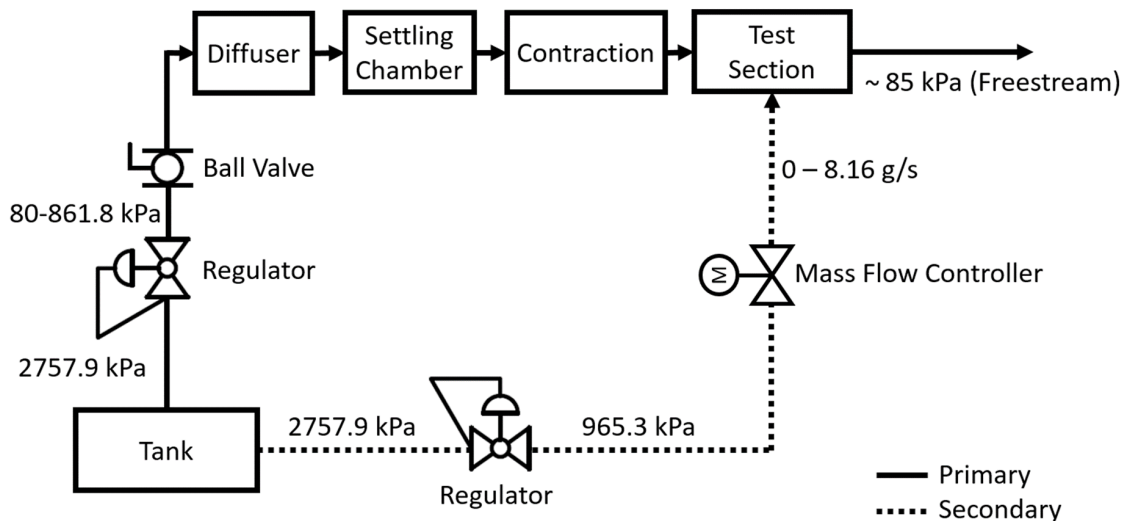 Diffuser
Settling
Chamber
Contraction
Test
Section
~ 85 kPa (Freestream)
Ball Valve
0 – 8.16 g/s
80-861.8 kPa
Regulator
M
Mass Flow Controller
2757.9 kPa
Tank
2757.9 kPa
965.3 kPa
Regulator
Primary
Secondary